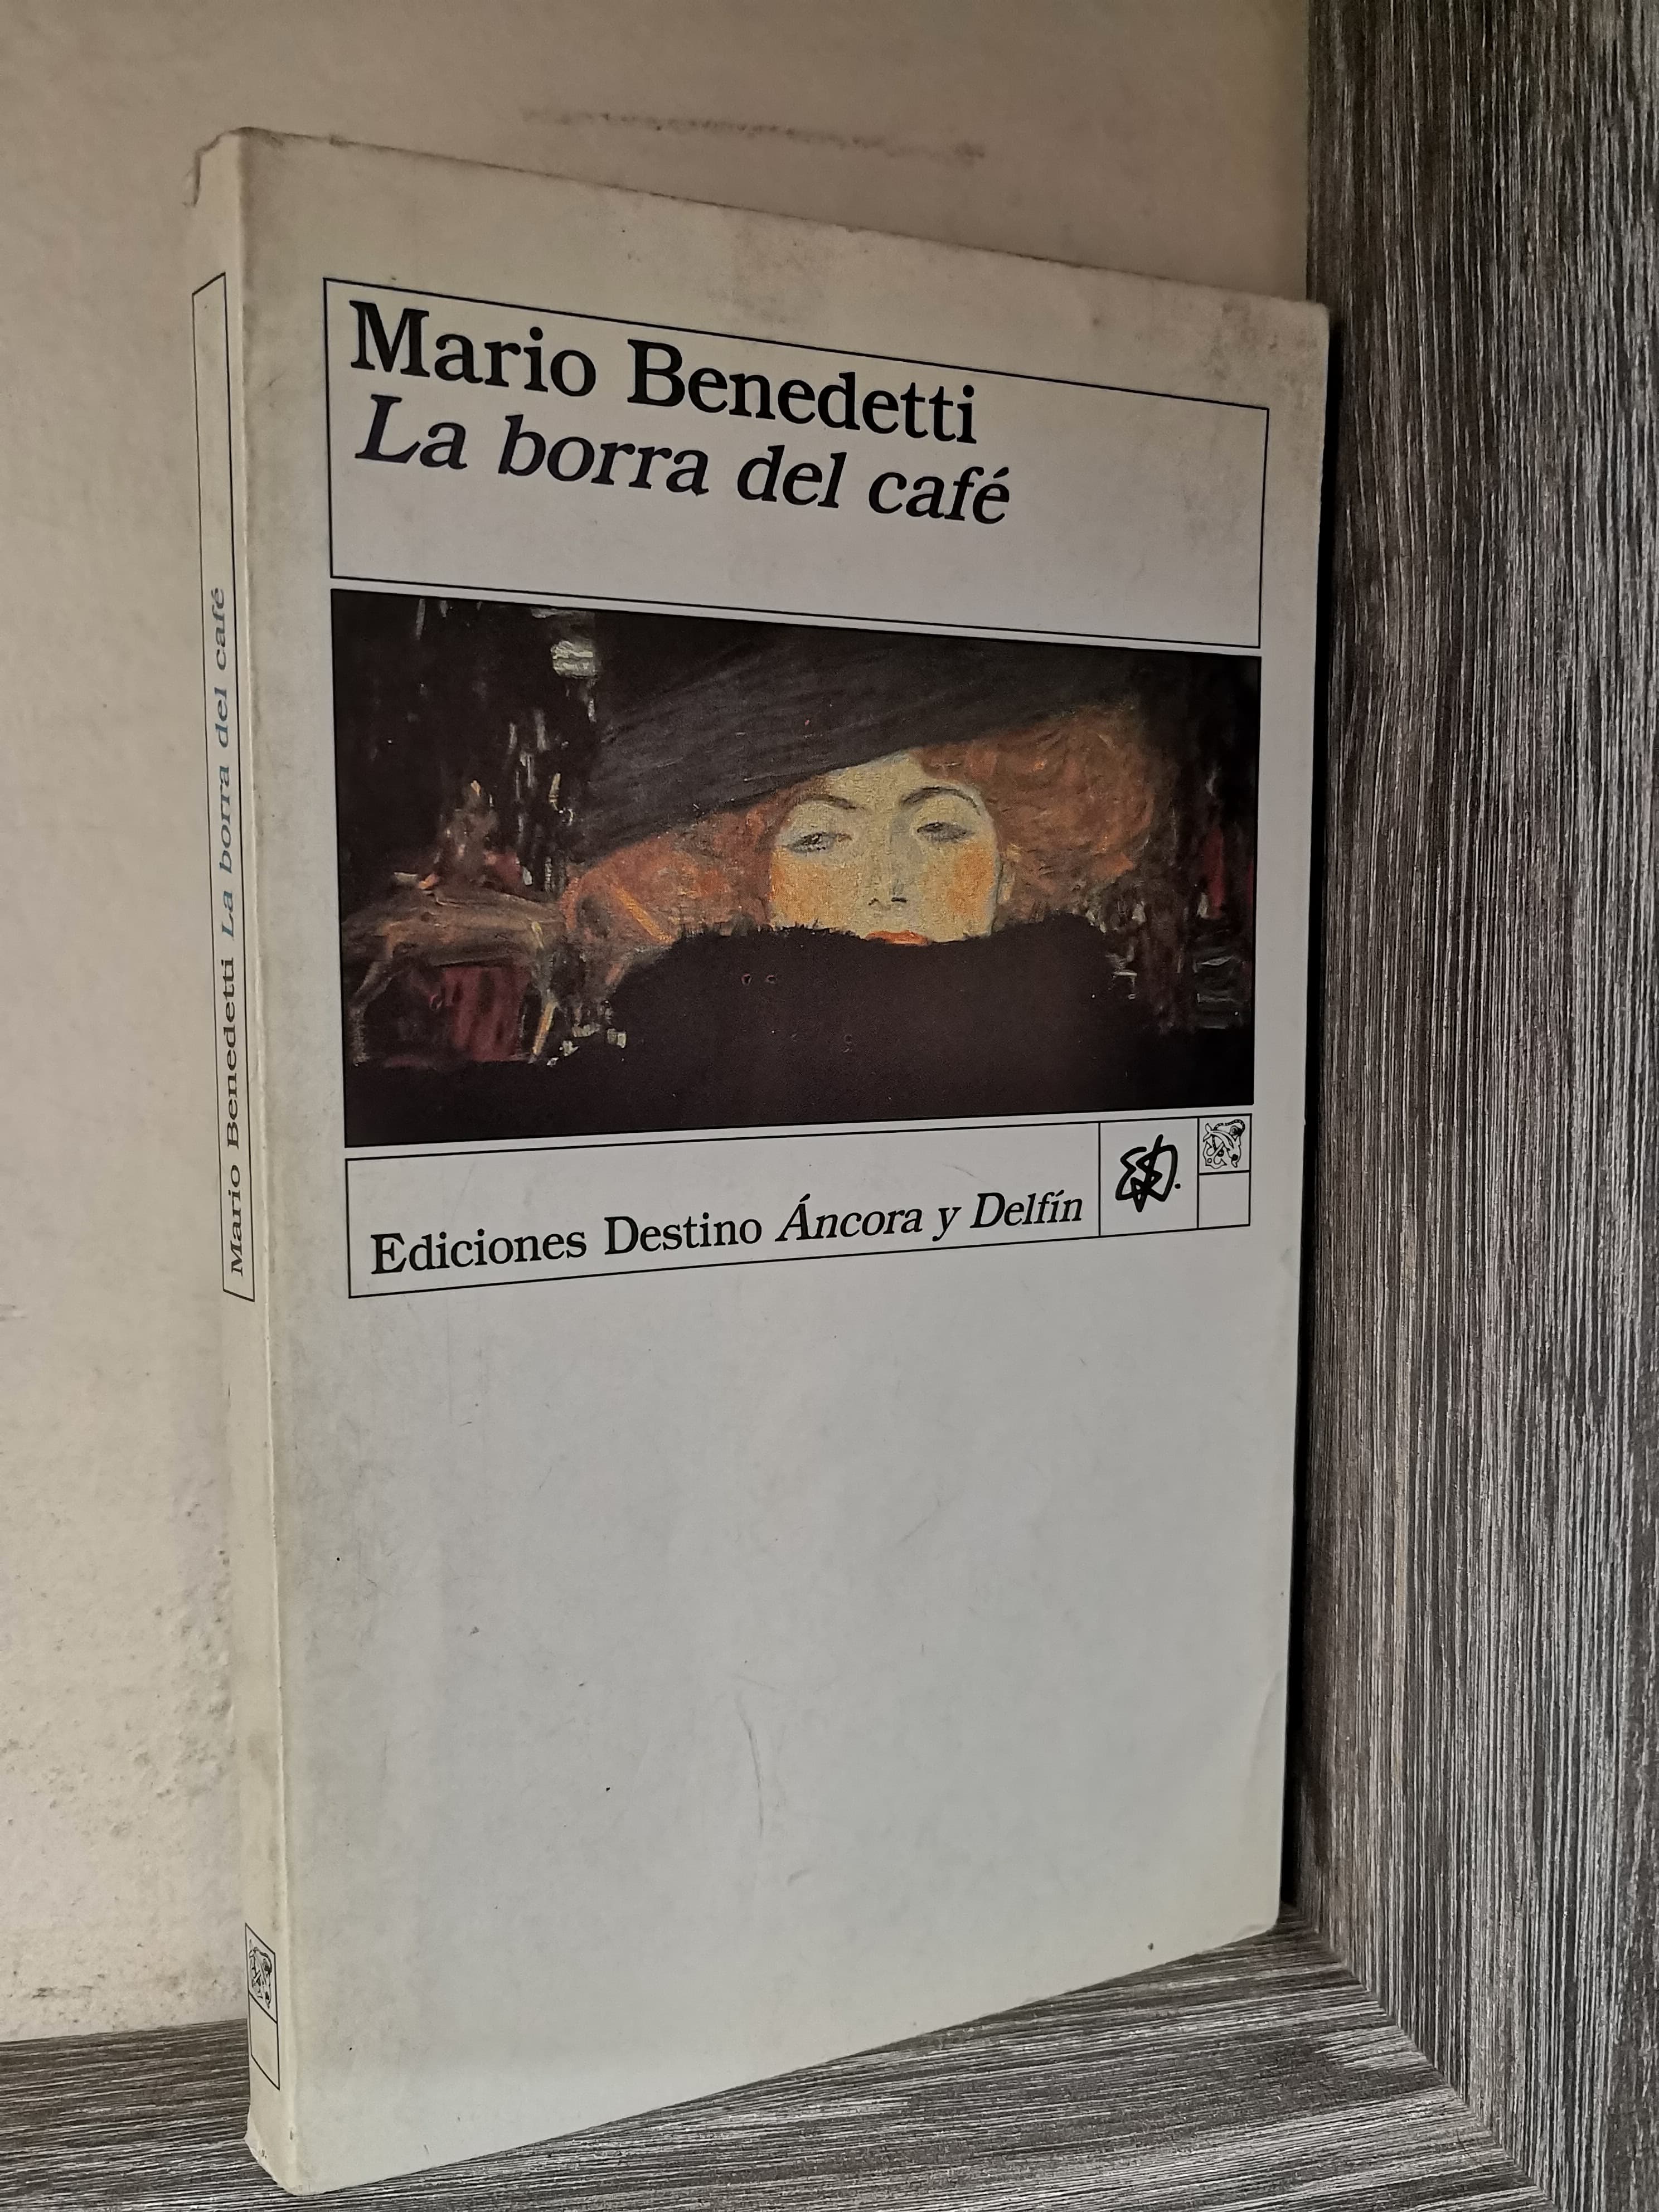 Mario Benedetti
La borra del café
Ediciones Destino Áncora y Delfín
Mario Benedetti La borra del café